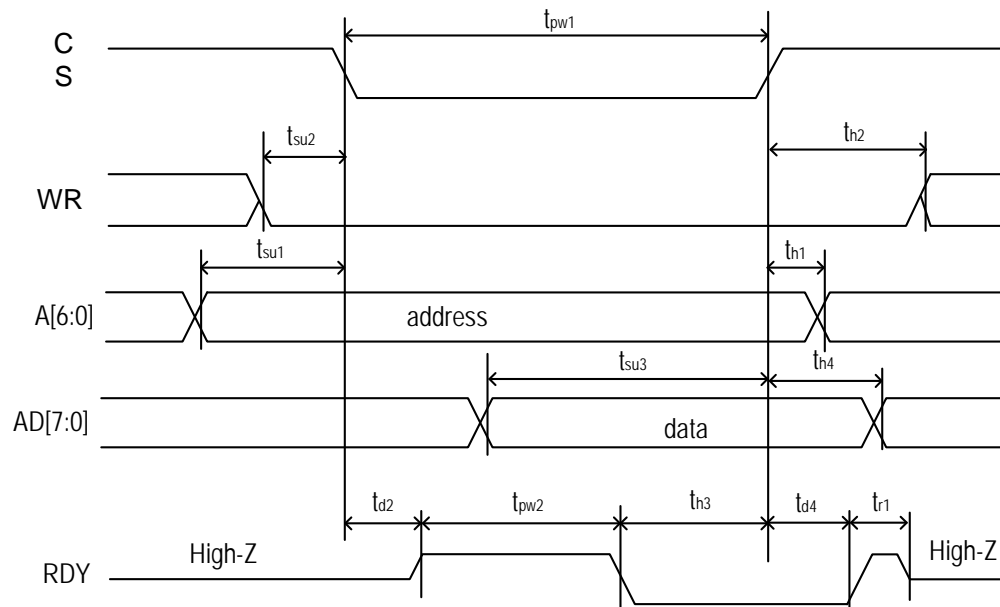 tpw1
C
S
tsu2
th2
WR
tsu1
th1
A[6:0]
address
tsu3
th4
AD[7:0]
data
td2
tpw2
th3
td4
tr1
High-Z
High-Z
RDY